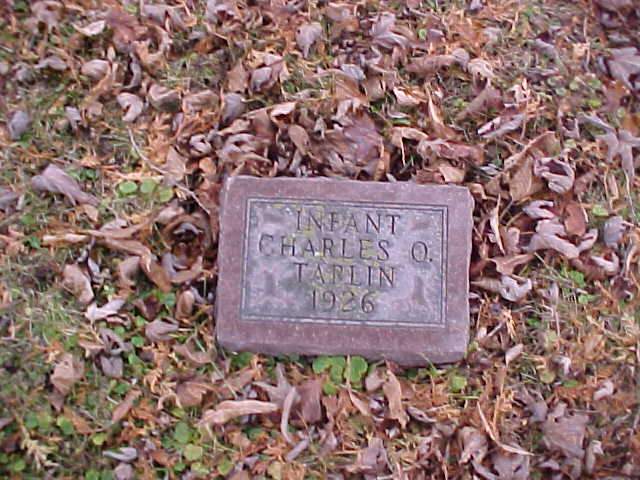 INFANT
CHARLES O.
TAPLIN
1926